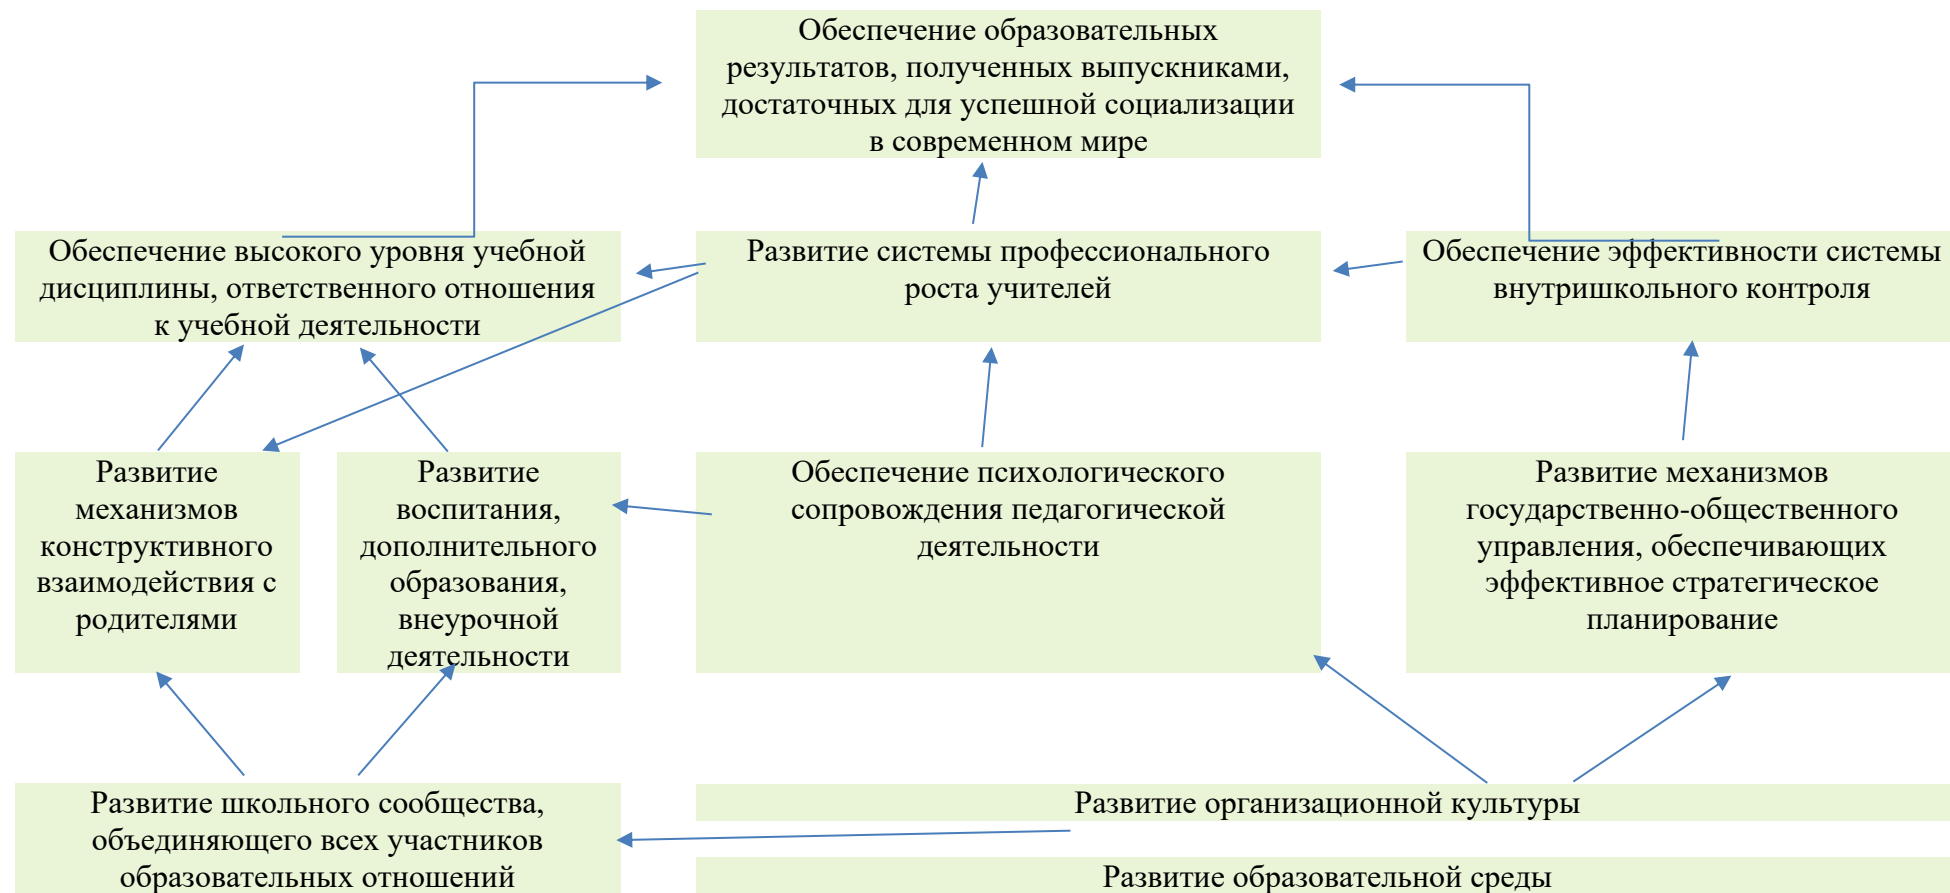 Обеспечение образовательных
результатов, полученных выпускниками,
достаточных для успешной социализации
в современном мире
Обеспечение высокого уровня учебной
дисциплины, ответственного отношения
к учебной деятельности
Развитие системы профессионального
роста учителей
Обеспечение эффективности системы
внутришкольного контроля
Развитие
механизмов
конструктивного
взаимодействия с
родителями
Развитие
воспитания,
дополнительного
образования,
внеурочной
деятельности
Обеспечение психологического
сопровождения педагогической
деятельности
Развитие механизмов
государственно-общественного
управления, обеспечивающих
эффективное стратегическое
планирование
Развитие школьного сообщества,
объединяющего всех участников
образовательных отношений
Развитие организационной культуры
Развитие образовательной среды